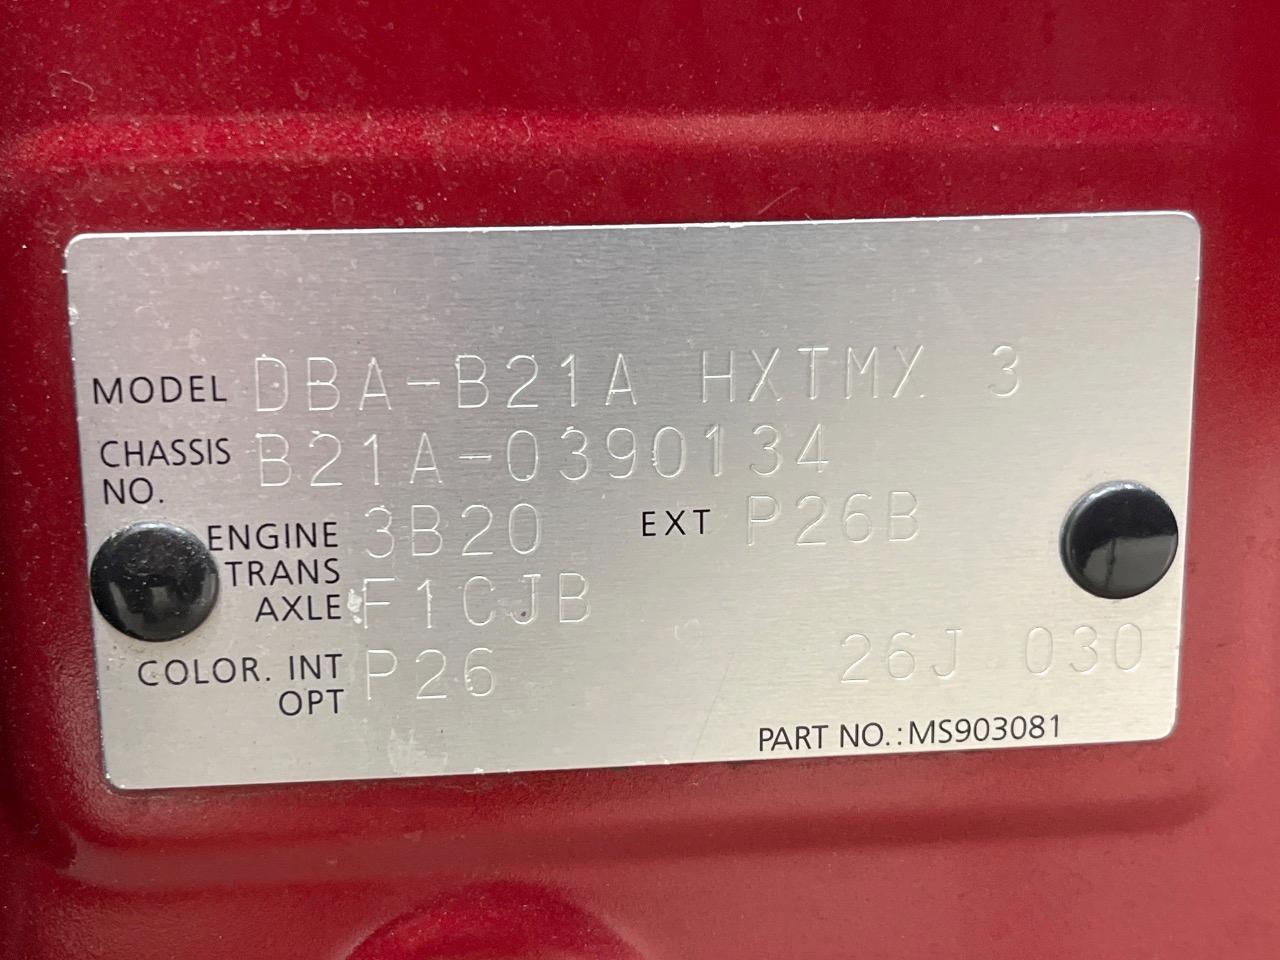 MODEL DBA-B21A HXTMX 3
CHASSIS NO. B21A-0390134
ENGINE 3B20 EXT P26B
TRANS AXLE F1CJB
COLOR. INT OPT P26 26J 030
PART NO.:MS903081